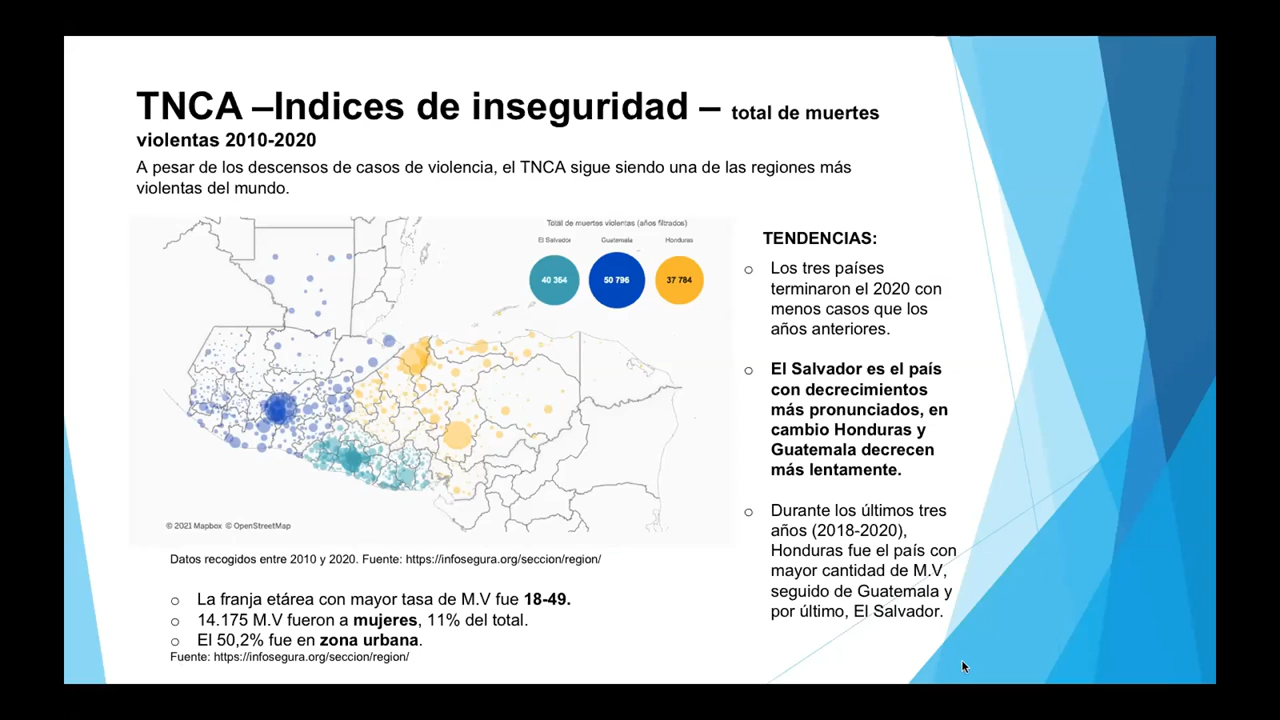 TNCA –Indices de inseguridad – total de muertes
violentas 2010-2020
A pesar de los descensos de casos de violencia, el TNCA sigue siendo una de las regiones más
violentas del mundo.
Total de muertes violentas (años filtrados)
El Salvador Guatemala Honduras
40 364 50 796 37 784
© 2021 Mapbox © OpenStreetMap
Datos recogidos entre 2010 y 2020. Fuente: https://infosegura.org/seccion/region/
o La franja etárea con mayor tasa de M.V fue 18-49.
o 14.175 M.V fueron a mujeres, 11% del total.
o El 50,2% fue en zona urbana.
Fuente: https://infosegura.org/seccion/region/
TENDENCIAS:
o Los tres países
terminaron el 2020 con
menos casos que los
años anteriores.
o El Salvador es el país
con decrecimientos
más pronunciados, en
cambio Honduras y
Guatemala decrecen
más lentamente.
o Durante los últimos tres
años (2018-2020),
Honduras fue el país con
mayor cantidad de M.V,
seguido de Guatemala y
por último, El Salvador.